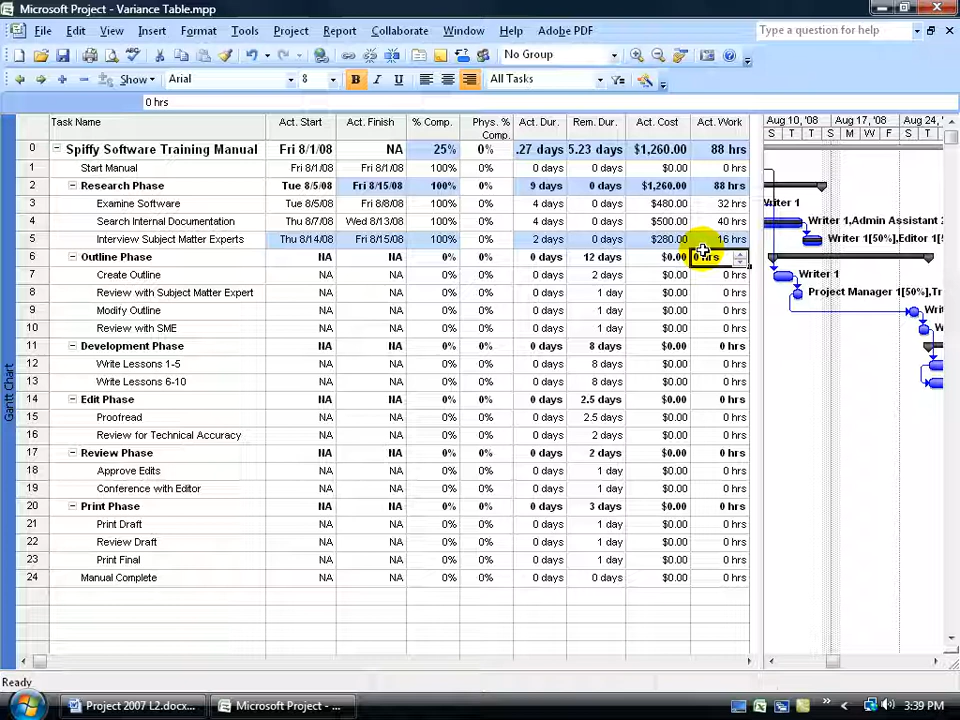 Microsoft Project - Variance Table.mpp
File Edit View Insert Format Tools Project Report Collaborate Window Help Adobe PDF
Type a question for help
No Group
Show Arial 8 B I U All Tasks
0 hrs
Task Name Act. Start Act. Finish % Comp. Phys. % Comp. Act. Dur. Rem. Dur. Act. Cost Act. Work
Aug 10, '08 Aug 17, '08 Aug 24,
S T T S M W F S T
0 Spiffy Software Training Manual Fri 8/1/08 NA 25% 0% .27 days 5.23 days $1,260.00 88 hrs
1 Start Manual Fri 8/1/08 Fri 8/1/08 100% 0% 0 days 0 days $0.00 0 hrs
2 Research Phase Tue 8/5/08 Fri 8/15/08 100% 0% 9 days 0 days $1,260.00 88 hrs
3 Examine Software Tue 8/5/08 Fri 8/8/08 100% 0% 4 days 0 days $480.00 32 hrs
Writer 1
4 Search Internal Documentation Thu 8/7/08 Wed 8/13/08 100% 0% 4 days 0 days $500.00 40 hrs
Writer 1,Admin Assistant 2
5 Interview Subject Matter Experts Thu 8/14/08 Fri 8/15/08 100% 0% 2 days 0 days $280.00 16 hrs
Writer 1[50%],Editor 1[5
6 Outline Phase NA NA 0% 0% 0 days 12 days $0.00 0 hrs
7 Create Outline NA NA 0% 0% 0 days 2 days $0.00 0 hrs
Writer 1
8 Review with Subject Matter Expert NA NA 0% 0% 0 days 1 day $0.00 0 hrs
Project Manager 1[50%],Tr
9 Modify Outline NA NA 0% 0% 0 days 1 day $0.00 0 hrs
Writ
10 Review with SME NA NA 0% 0% 0 days 1 day $0.00 0 hrs
W
11 Development Phase NA NA 0% 0% 0 days 8 days $0.00 0 hrs
12 Write Lessons 1-5 NA NA 0% 0% 0 days 8 days $0.00 0 hrs
13 Write Lessons 6-10 NA NA 0% 0% 0 days 8 days $0.00 0 hrs
14 Edit Phase NA NA 0% 0% 0 days 2.5 days $0.00 0 hrs
15 Proofread NA NA 0% 0% 0 days 2.5 days $0.00 0 hrs
16 Review for Technical Accuracy NA NA 0% 0% 0 days 2 days $0.00 0 hrs
17 Review Phase NA NA 0% 0% 0 days 2 days $0.00 0 hrs
18 Approve Edits NA NA 0% 0% 0 days 1 day $0.00 0 hrs
19 Conference with Editor NA NA 0% 0% 0 days 1 day $0.00 0 hrs
20 Print Phase NA NA 0% 0% 0 days 3 days $0.00 0 hrs
21 Print Draft NA NA 0% 0% 0 days 1 day $0.00 0 hrs
22 Review Draft NA NA 0% 0% 0 days 1 day $0.00 0 hrs
23 Print Final NA NA 0% 0% 0 days 1 day $0.00 0 hrs
24 Manual Complete NA NA 0% 0% 0 days 0 days $0.00 0 hrs
Gantt Chart
Ready
Project 2007 L2.docx... Microsoft Project - ... 3:39 PM